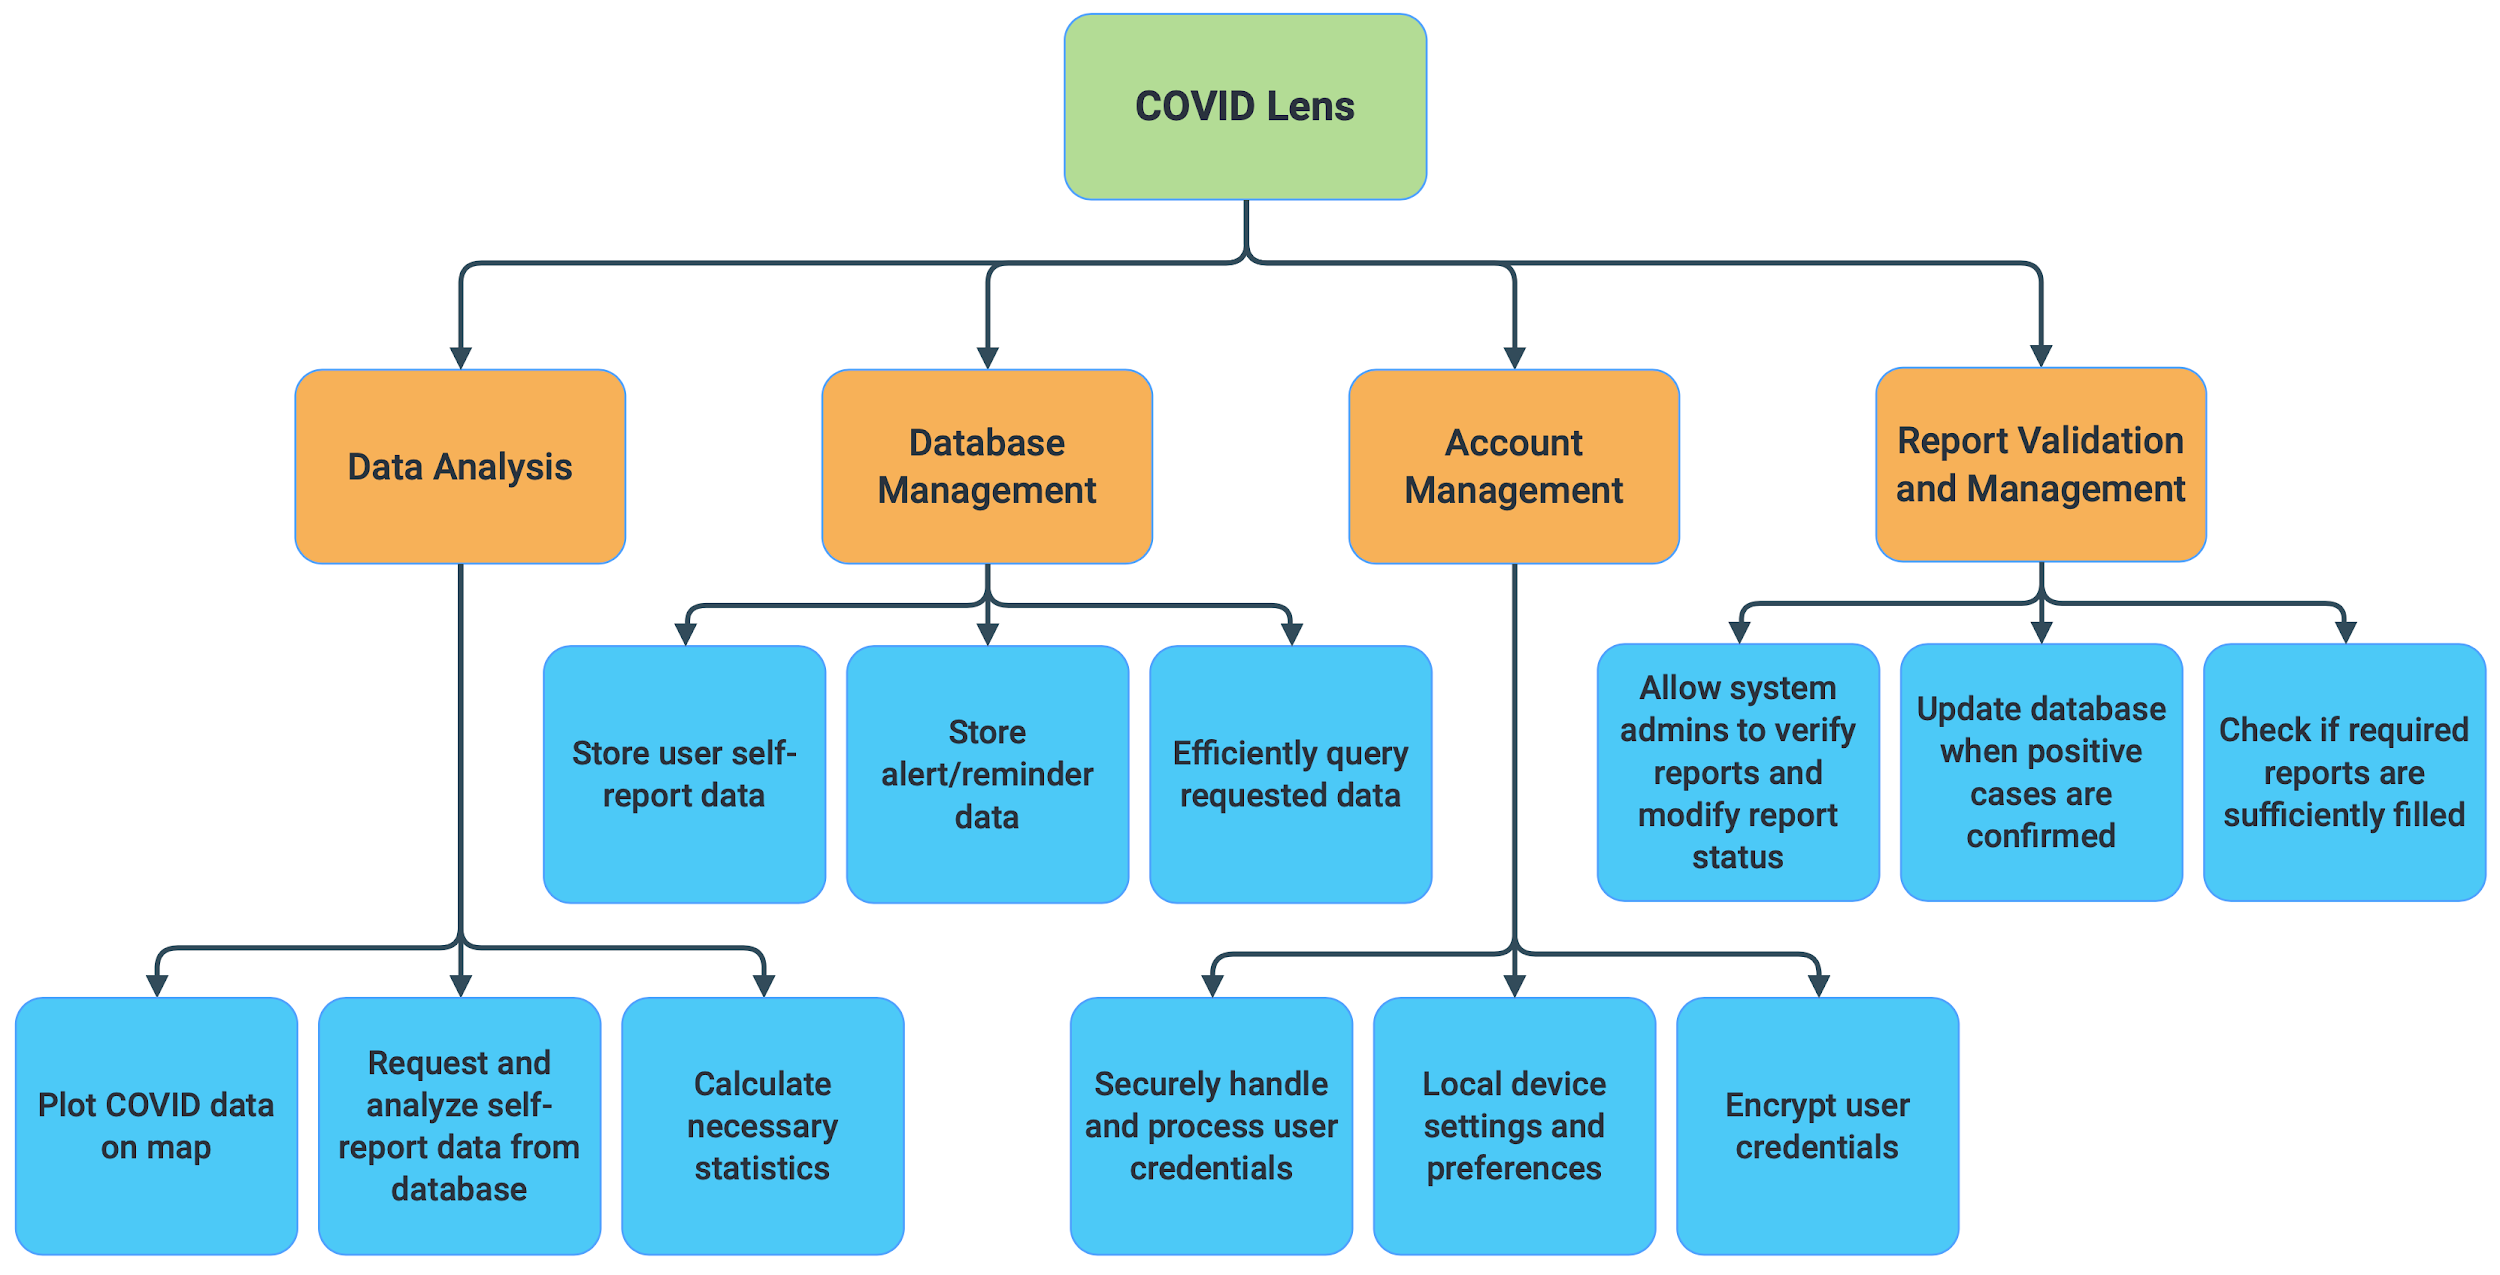 COVID Lens
Data Analysis
Database
Management
Account
Management
Report Validation
and Management
Store user self-
report data
Store
alert/reminder
data
Efficiently query
requested data
Allow system
admins to verify
reports and
modify report
status
Update database
when positive
cases are
confirmed
Check if required
reports are
sufficiently filled
Plot COVID data
on map
Request and
analyze self-
report data from
database
Calculate
necessary
statistics
Securely handle
and process user
credentials
Local device
settings and
preferences
Encrypt user
credentials